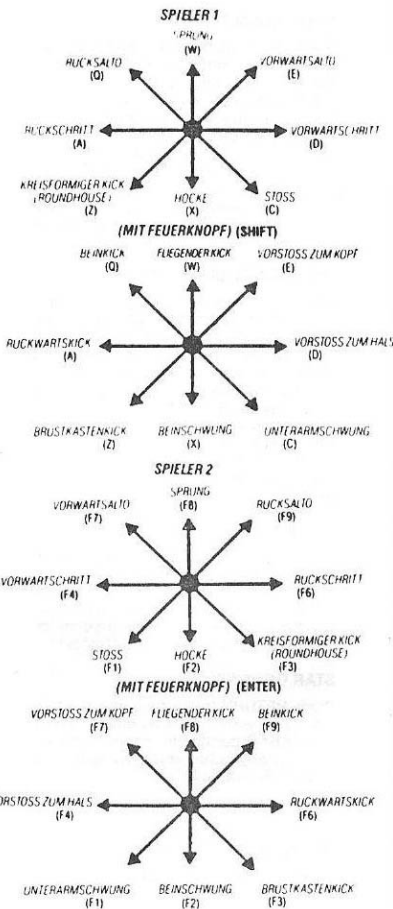 SPIELER 1
SPRUNG
(W)
RUCKSALTO
(Q)
VORWARTSALTO
(E)
RUCKSCHRITT
(A)
VORWARTSCHRITT
(D)
KREISFORMIGER KICK
(ROUNDHOUSE)
(Z)
HOCKE
(X)
STOSS
(C)
(MIT FEUERKNOPF) (SHIFT)
BEINKICK
(Q)
FLIEGENDER KICK
(W)
VORSTOSS ZUM KOPF
(E)
RUCKWARTSKICK
(A)
VORSTOSS ZUM HALS
(D)
BRUSTKASTENKICK
(Z)
BEINSCHWUNG
(X)
UNTERARMSCHWUNG
(C)
SPIELER 2
SPRUNG
(F8)
VORWARTSALTO
(F7)
RUCKSALTO
(F9)
VORWARTSCHRITT
(F4)
RUCKSCHRITT
(F6)
STOSS
(F1)
HOCKE
(F2)
KREISFORMIGER KICK
(ROUNDHOUSE)
(F3)
(MIT FEUERKNOPF) (ENTER)
VORSTOSS ZUM KOPF
(F7)
FLIEGENDER KICK
(F8)
BEINKICK
(F9)
VORSTOSS ZUM HALS
(F4)
RUCKWARTSKICK
(F6)
UNTERARMSCHWUNG
(F1)
BEINSCHWUNG
(F2)
BRUSTKASTENKICK
(F3)